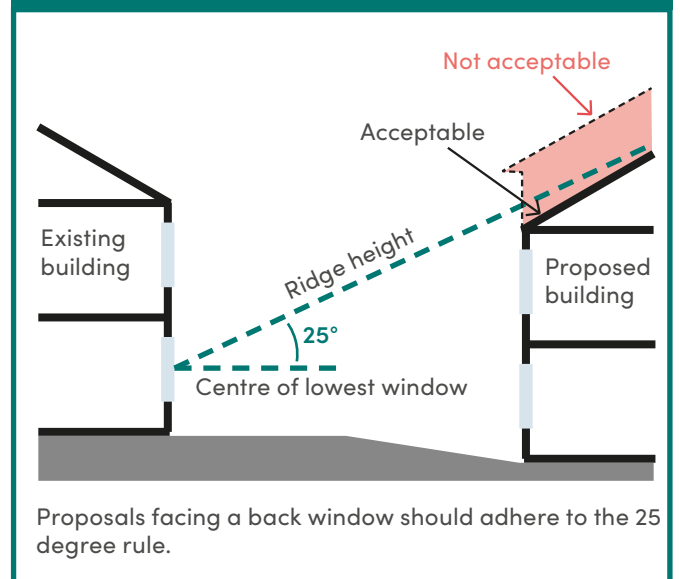 Not acceptable
Acceptable
Existing
building
Ridge height
Proposed
building
25°
Centre of lowest window
Proposals facing a back window should adhere to the 25
degree rule.